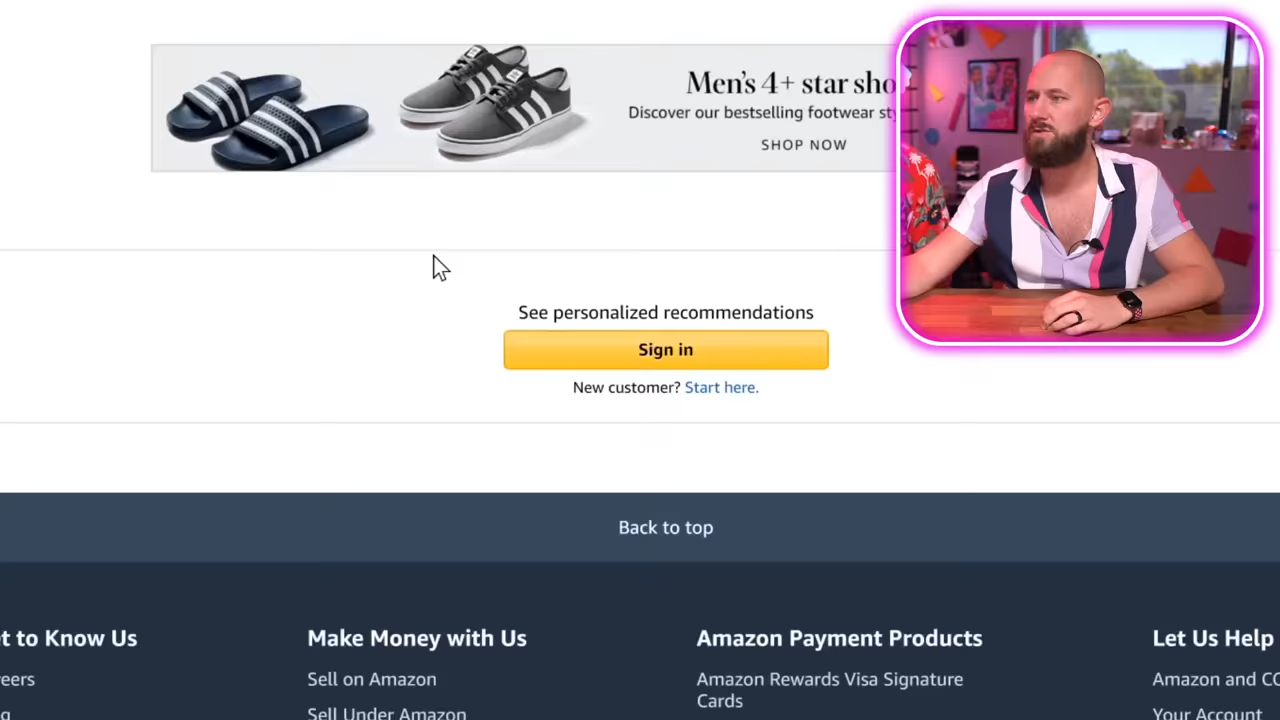 Men's 4+ star sho
Discover our bestselling footwear sty
SHOP NOW
See personalized recommendations
Sign in
New customer? Start here.
Back to top
t to Know Us
eers
Make Money with Us
Sell on Amazon
Sell Under Amazon
Amazon Payment Products
Amazon Rewards Visa Signature
Cards
Let Us Help
Amazon and CO
Your Account